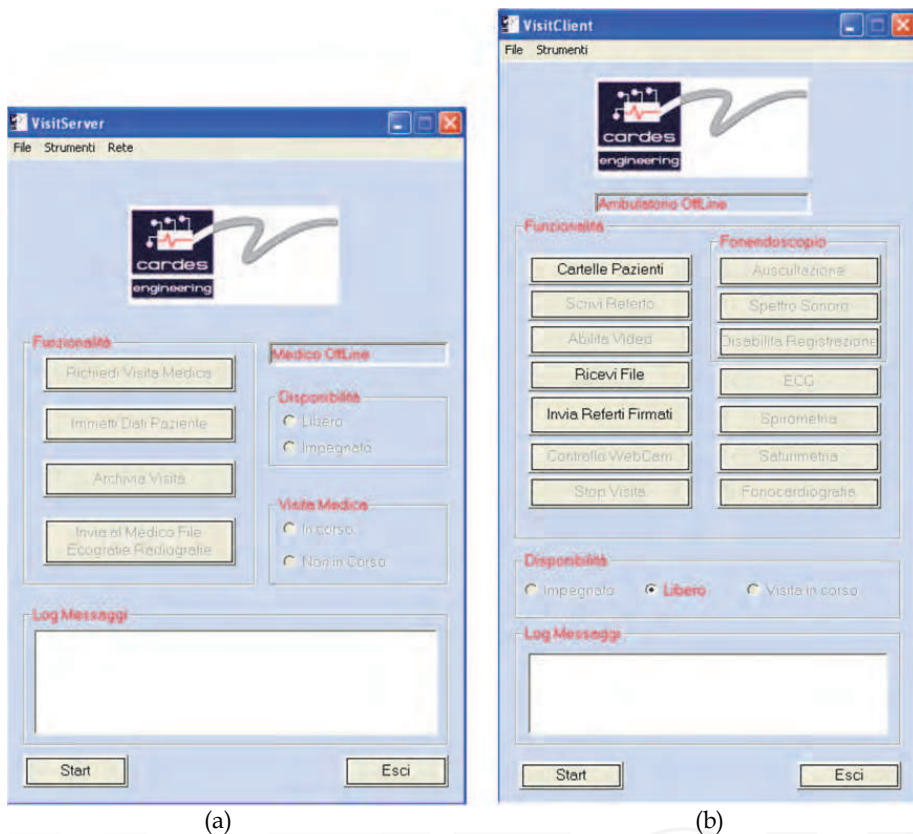 VisitServer
File Strumenti Rete
cardes
engineering
Funzionalità
Richiedi Visita Medica
Immetti Dati Paziente
Archivia Visita
Invia al Medico File
Ecografie Radiografie
Medico OffLine
Disponibilità
Libero
Impegnato
Visita Medica
In corso
Non in Corso
Log Messaggi
Start
Esci
(a)
VisitClient
File Strumenti
cardes
engineering
Ambulatorio OffLine
Funzionalità
Cartelle Pazienti
Scrivi Referto
Abilita Video
Ricevi File
Invia Referti Firmati
Controlla WebCam
Stop Visita
Fonendoscopio
Auscultazione
Spettro Sonoro
Disabilita Registrazione
ECG
Spirometria
Saturimetria
Fonocardiografia
Disponibilità
Impegnato Libero Visita in corso
Log Messaggi
Start
Esci
(b)